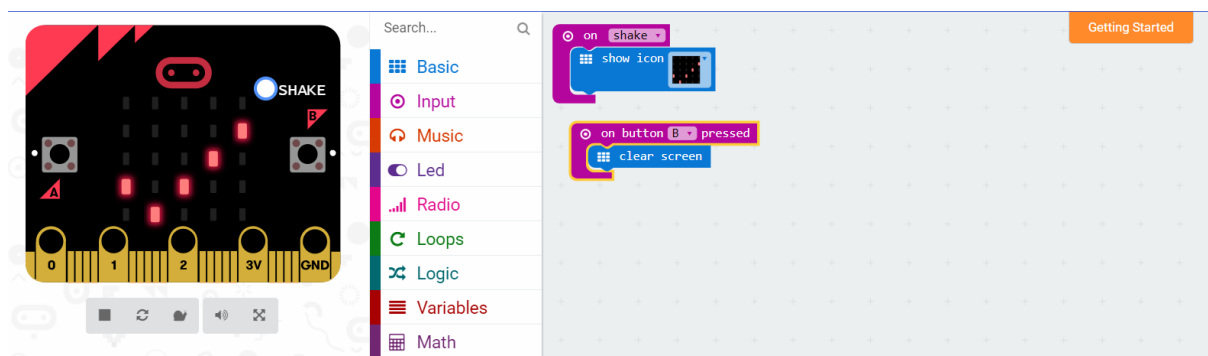 SHAKE
B
A
0 1 2 3V GND
Search...
Basic
Input
Music
Led
Radio
Loops
Logic
Variables
Math
on shake
show icon
on button B pressed
clear screen
Getting Started